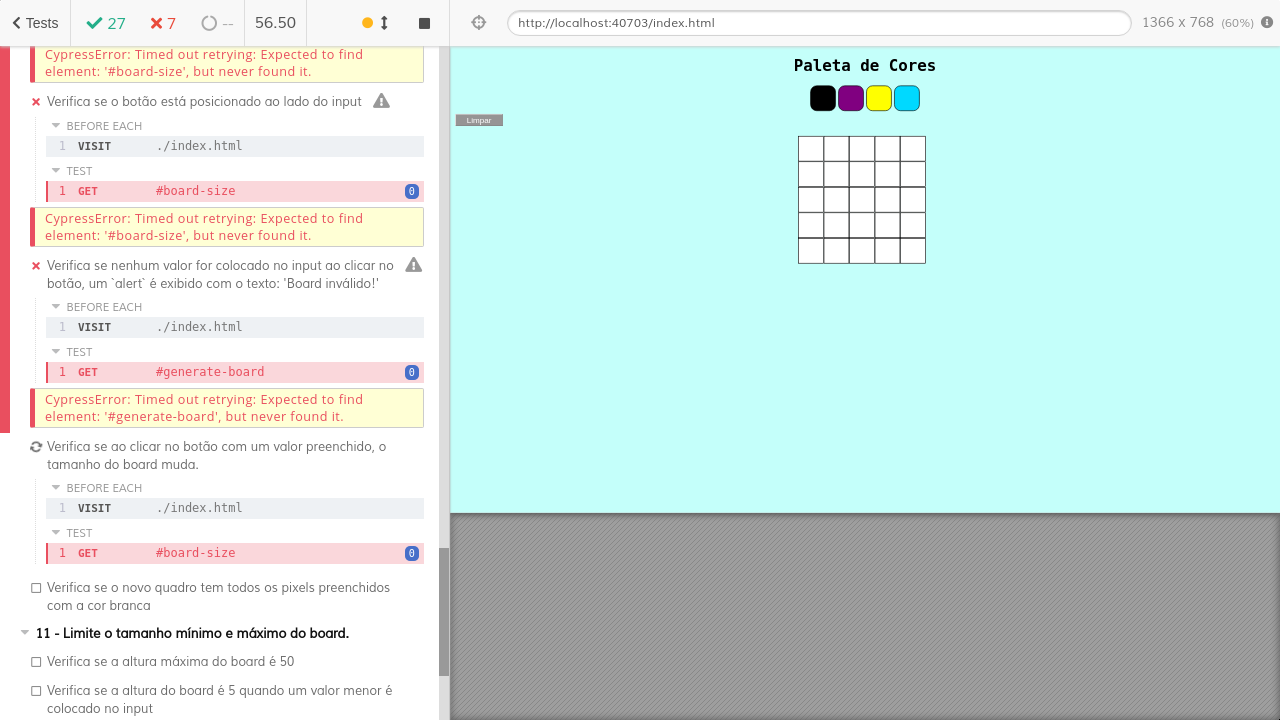 Tests 27 7 -- 56.50 http://localhost:40703/index.html 1366 x 768 (60%)
CypressError: Timed out retrying: Expected to find
element: '#board-size', but never found it.
Verifica se o botão está posicionado ao lado do input
BEFORE EACH
1 VISIT ./index.html
TEST
1 GET #board-size 0
CypressError: Timed out retrying: Expected to find
element: '#board-size', but never found it.
Verifica se nenhum valor for colocado no input ao clicar no
botão, um `alert` é exibido com o texto: 'Board inválido!'
BEFORE EACH
1 VISIT ./index.html
TEST
1 GET #generate-board 0
CypressError: Timed out retrying: Expected to find
element: '#generate-board', but never found it.
Verifica se ao clicar no botão com um valor preenchido, o
tamanho do board muda.
BEFORE EACH
1 VISIT ./index.html
TEST
1 GET #board-size 0
Verifica se o novo quadro tem todos os pixels preenchidos
com a cor branca
11 - Limite o tamanho mínimo e máximo do board.
Verifica se a altura máxima do board é 50
Verifica se a altura do board é 5 quando um valor menor é
colocado no input
Paleta de Cores
Limpar